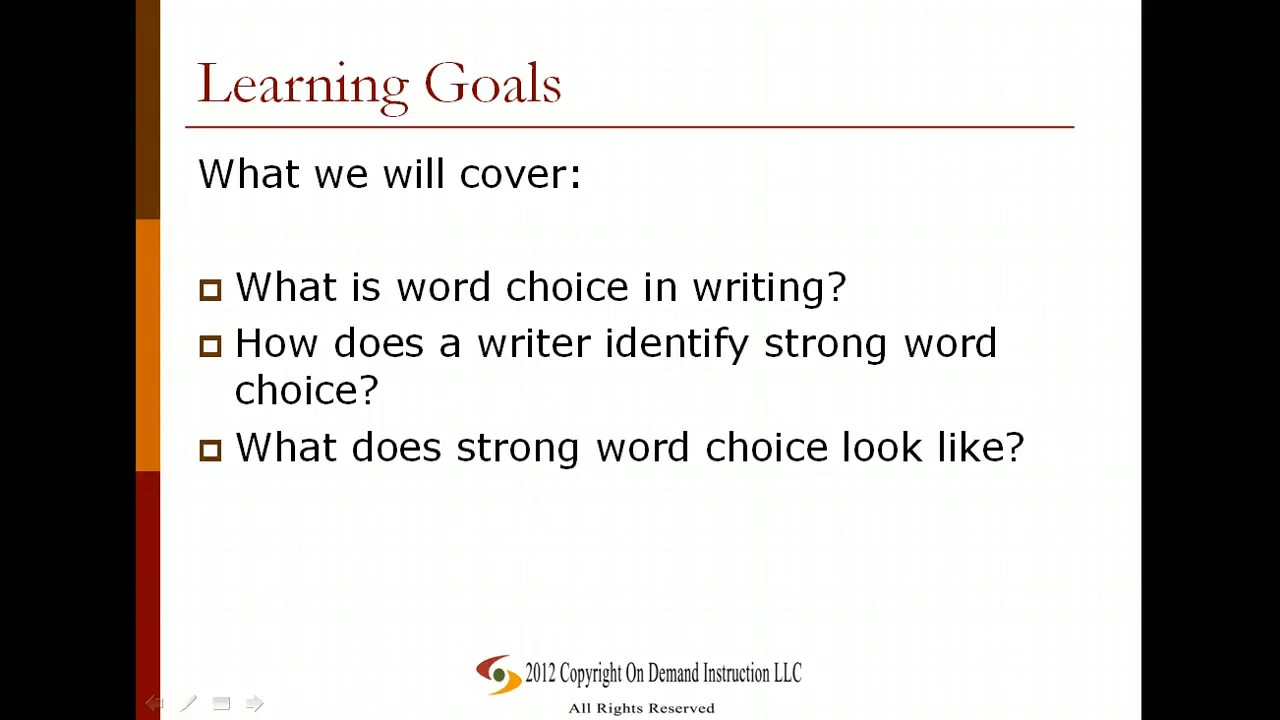 Learning Goals
What we will cover:
What is word choice in writing?
How does a writer identify strong word
choice?
What does strong word choice look like?
2012 Copyright On Demand Instruction LLC
All Rights Reserved